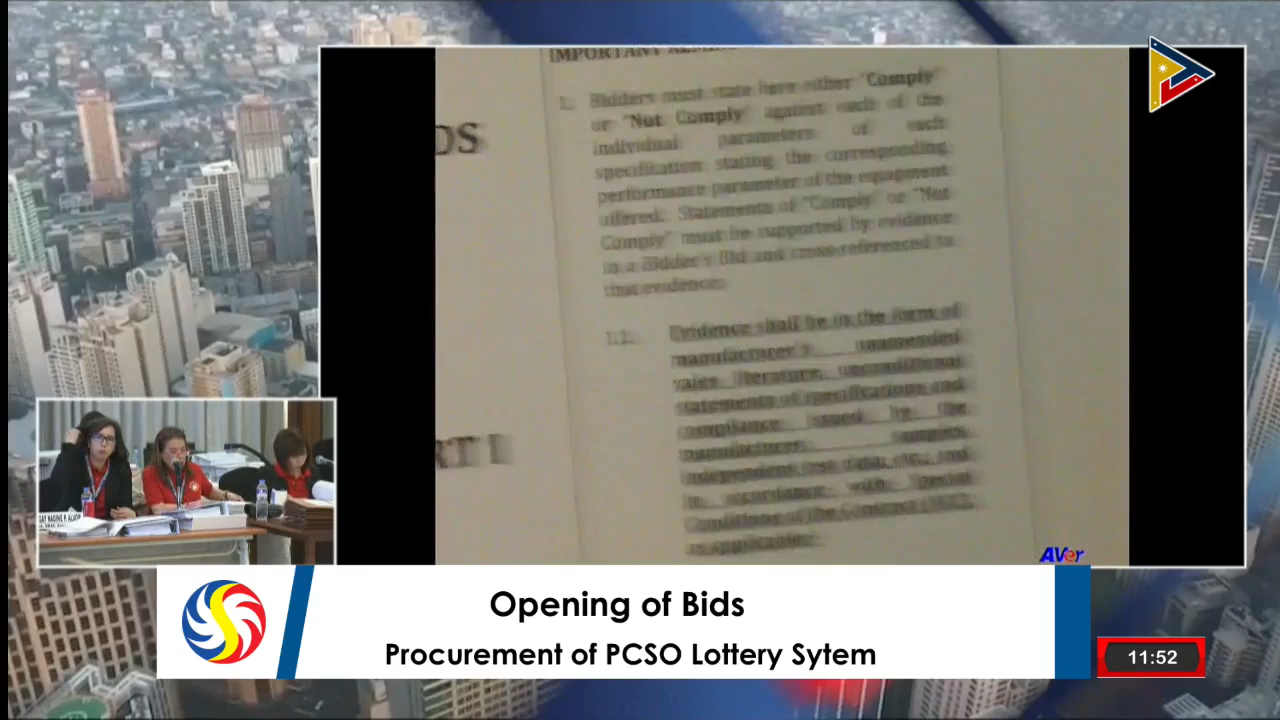 IMPORTANT
DS
1. Bidders must state here either "Comply"
or "Not Comply" against each of the
individual parameters of each
specification stating the corresponding
performance parameter of the equipment
offered. Statements of "Comply" or "Not
Comply" must be supported by evidence
in a Bidder's Bid and cross-referenced to
that evidence:
1.1. Evidence shall be in the form of
manufacturer's unamended
sales literature, unconditional
statements of specifications and
compliance issued by the
manufacturer, samples,
independent test data, etc., and
in accordance with
Conditions of the Contract
as applicable.
RT I
AVer
Opening of Bids
Procurement of PCSO Lottery Sytem
11:52